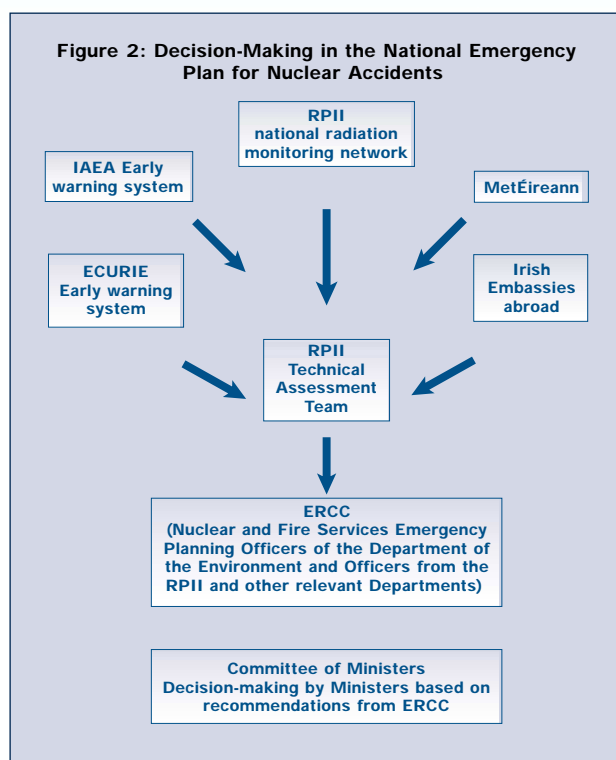 Figure 2: Decision-Making in the National Emergency
Plan for Nuclear Accidents
RPII
national radiation
monitoring network
IAEA Early
warning system
MetÉireann
ECURIE
Early warning
system
Irish
Embassies
abroad
RPII
Technical
Assessment
Team
ERCC
(Nuclear and Fire Services Emergency
Planning Officers of the Department of
the Environment and Officers from the
RPII and other relevant Departments)
Committee of Ministers
Decision-making by Ministers based on
recommendations from ERCC